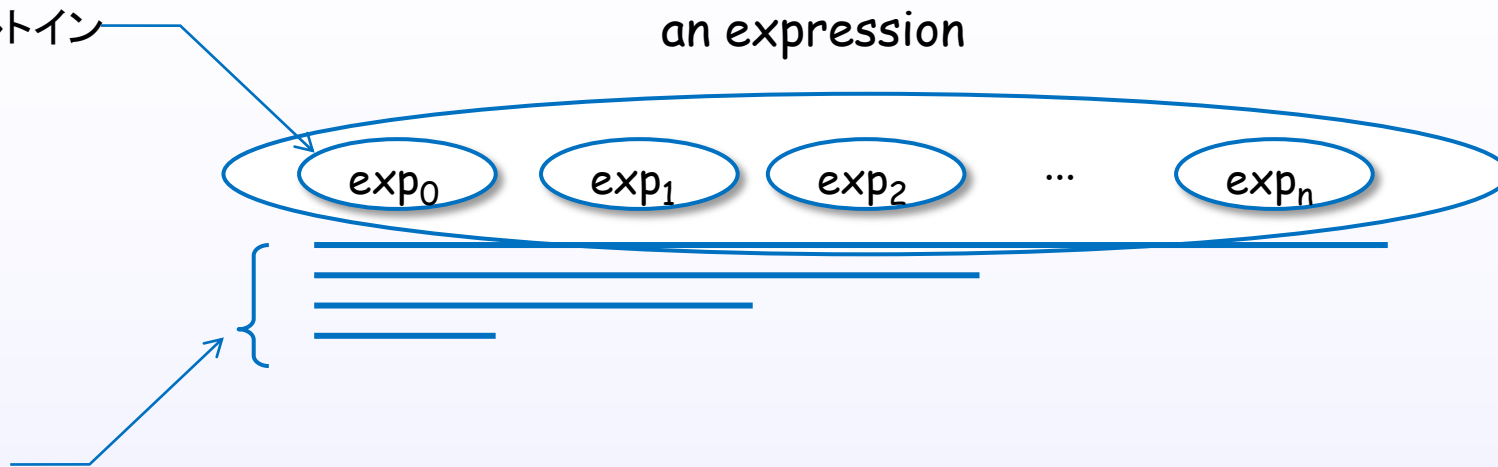 トイン
an expression
exp₀ exp₁ exp₂ ... expₙ